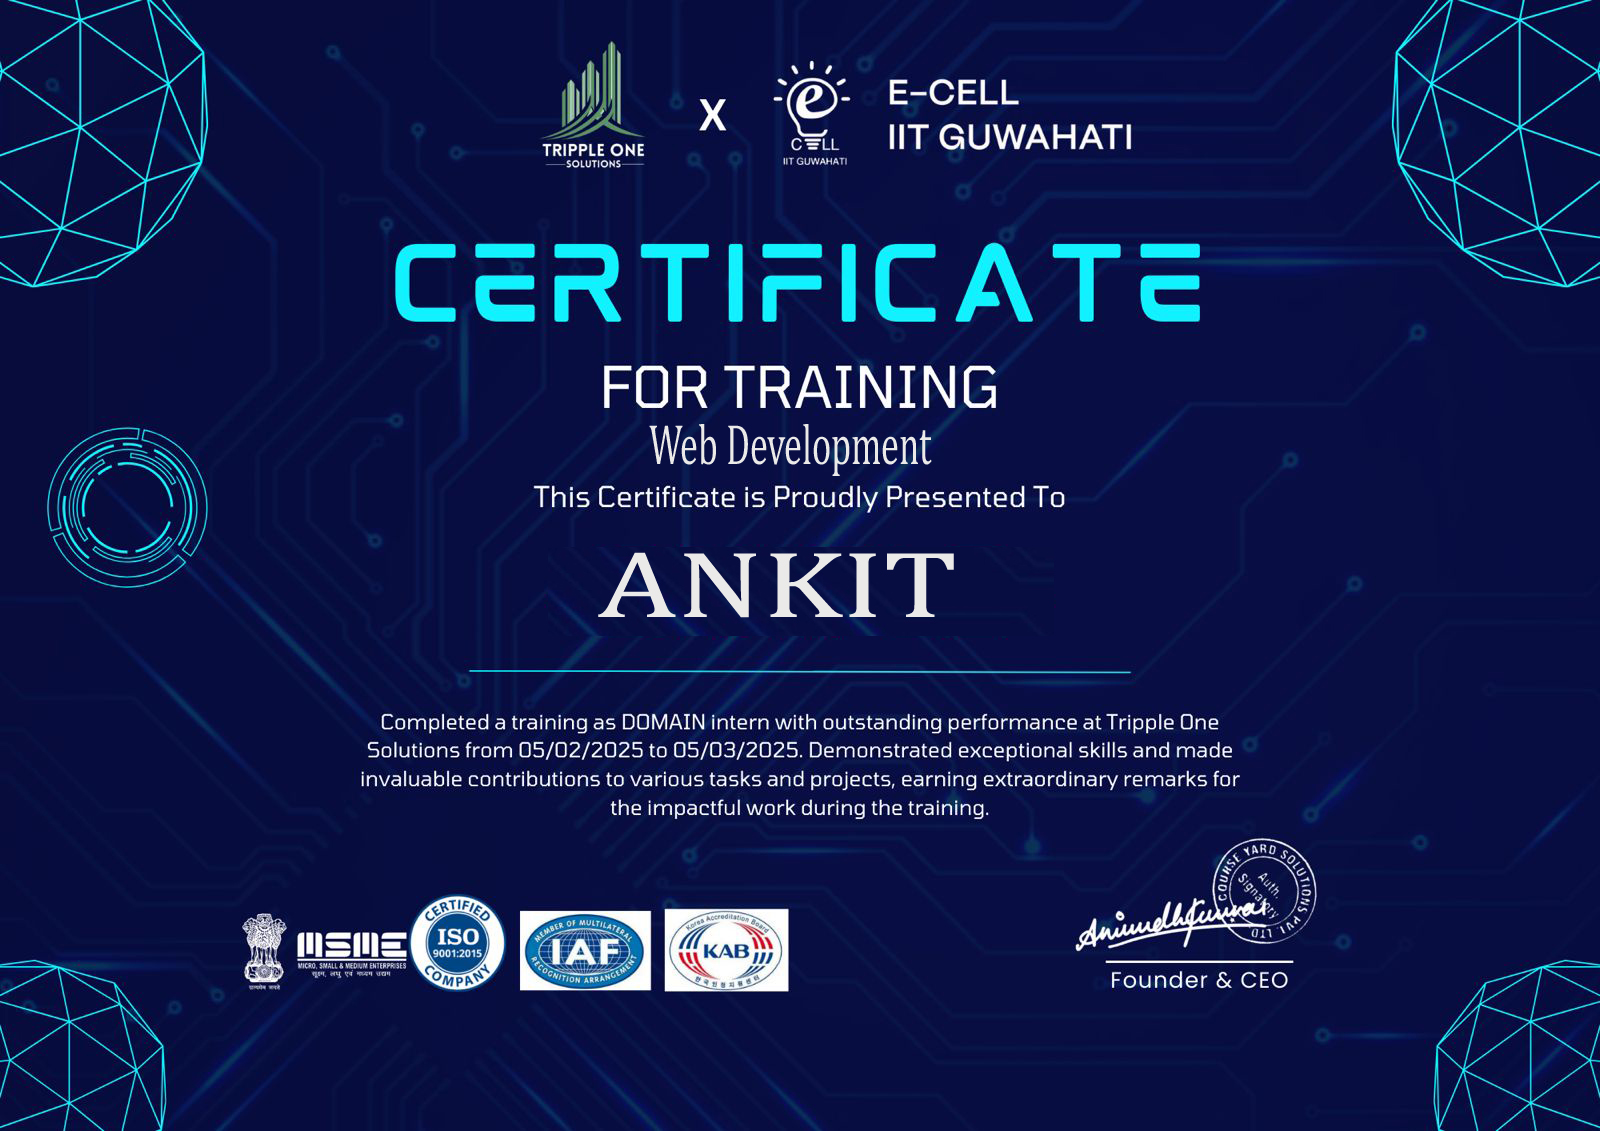 TRIPPLE ONE
SOLUTIONS
X
e
CELL
IIT GUWAHATI
E-CELL
IIT GUWAHATI
CERTIFICATE
FOR TRAINING
Web Development
This Certificate is Proudly Presented To
ANKIT
Completed a training as DOMAIN intern with outstanding performance at Tripple One
Solutions from 05/02/2025 to 05/03/2025. Demonstrated exceptional skills and made
invaluable contributions to various tasks and projects, earning extraordinary remarks for
the impactful work during the training.
सत्यमेव जयते
MSME
MICRO, SMALL & MEDIUM ENTERPRISES
सूक्ष्म, लघु एवं मध्यम उद्यम
CERTIFIED
ISO
9001:2015
COMPANY
MEMBER OF MULTILATERAL
IAF
RECOGNITION ARRANGEMENT
Korea Accreditation Board
KAB
한국인정지원센터
COURSE YARD SOLUTIONS PVT LTD
Auth.
Signatory
Founder & CEO